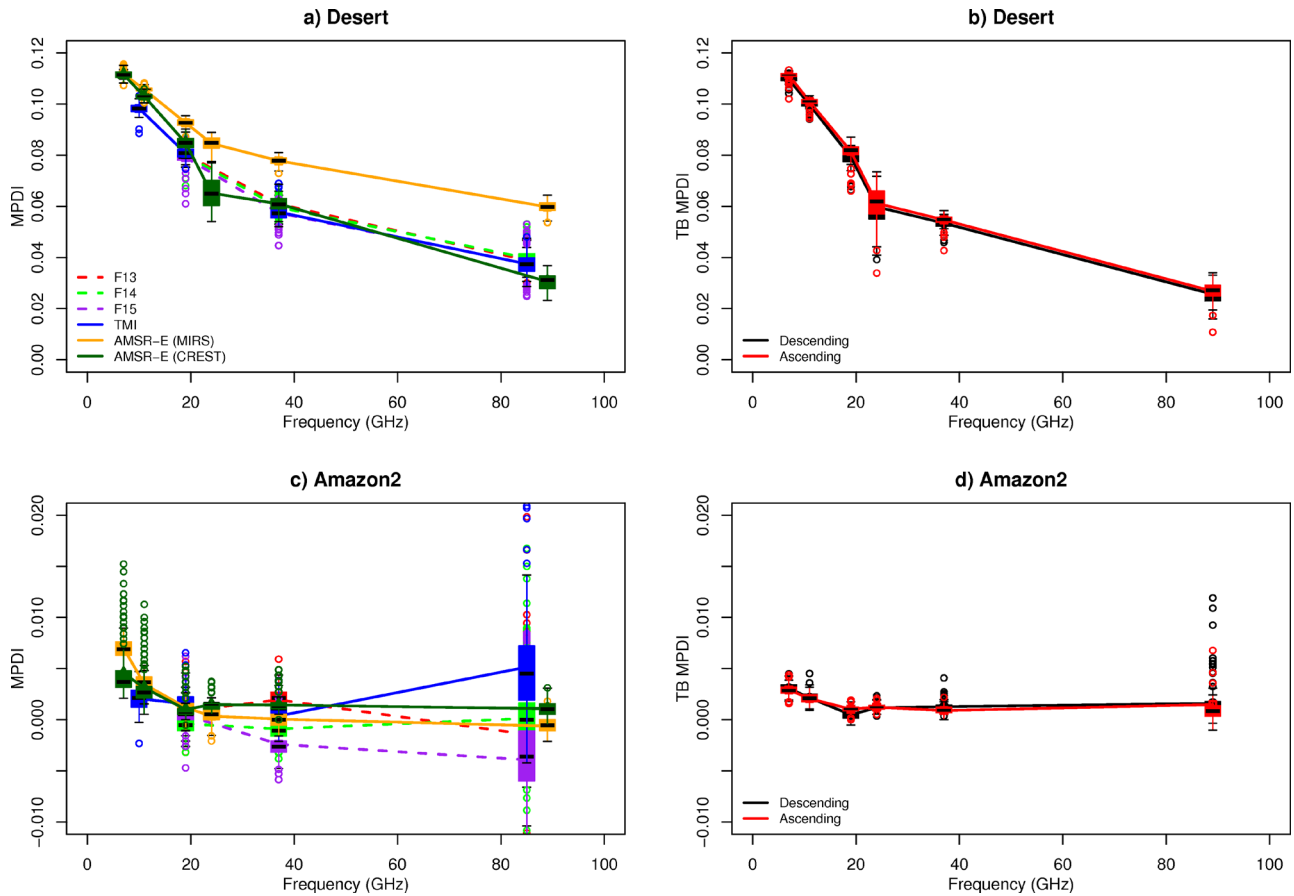 a) Desert
MPDI
0.12
0.10
0.08
0.06
0.04
0.02
0.00
F13
F14
F15
TMI
AMSR-E (MIRS)
AMSR-E (CREST)
0 20 40 60 80 100
Frequency (GHz)
b) Desert
TB MPDI
0.12
0.10
0.08
0.06
0.04
0.02
0.00
Descending
Ascending
0 20 40 60 80 100
Frequency (GHz)
c) Amazon2
MPDI
0.020
0.010
0.000
−0.010
0 20 40 60 80 100
Frequency (GHz)
d) Amazon2
TB MPDI
0.020
0.010
0.000
−0.010
Descending
Ascending
0 20 40 60 80 100
Frequency (GHz)